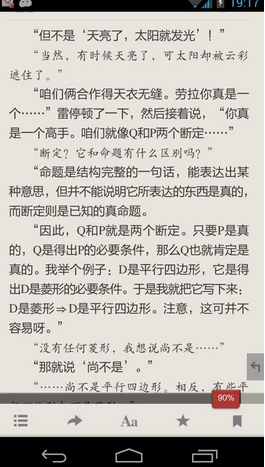 19:17
“但不是‘天亮了，太阳就发光’！”
“当然，有时候天亮了，可太阳却被云彩
遮住了。”
“咱们俩合作得天衣无缝。劳拉你真是一
个……”雷停顿了一下，然后接着说，“你真
是一个高手。咱们就像Q和P两个断定……”
“断定？它和命题有什么区别吗？”
“命题是结构完整的一句话，能表达出某
种意思，但并不能说明它所表达的东西是真的，
而断定则是已知的真命题。
“因此，Q和P就是两个断定。只要P是真
的，Q是得出P的必要条件，那么Q也就肯定是
真的。我举个例子：D是平行四边形，它是得
出D是菱形的必要条件。于是我就把它写下来：
D是菱形⇒D是平行四边形。注意，这可并不
容易呀。”
“没有任何菱形，我想说尚不是……”
“那就说‘尚不是’。”
“……尚不是平行四边形。相反，有些平
90%
Aa